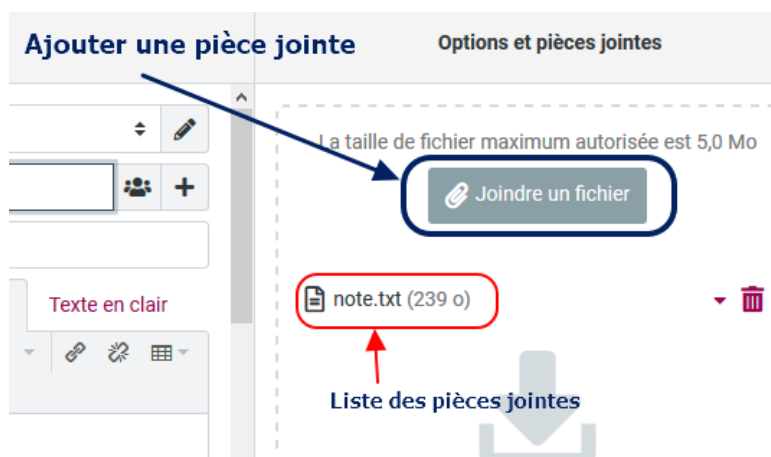 Ajouter une pièce jointe
Options et pièces jointes
La taille de fichier maximum autorisée est 5,0 Mo
Joindre un fichier
Texte en clair
note.txt (239 o)
Liste des pièces jointes